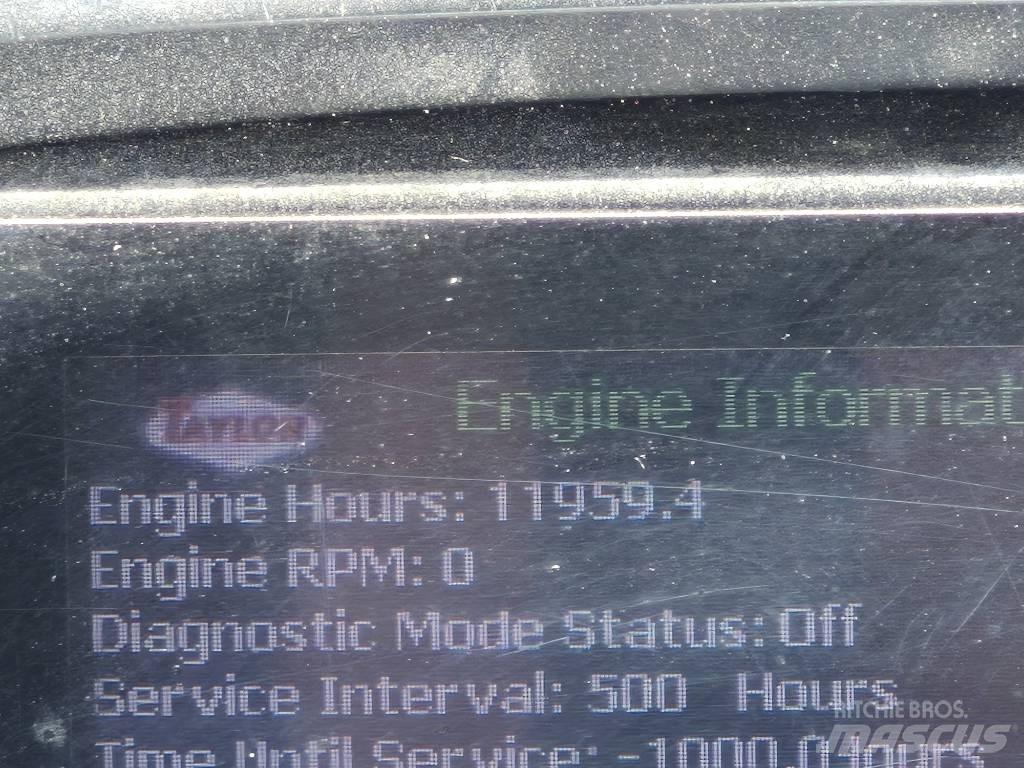 TAYLOR
Engine Informat
Engine Hours: 11959.4
Engine RPM: 0
Diagnostic Mode Status: Off
Service Interval: 500 Hours
Time Until Service: -1000.0 Hours
RITCHIE BROS.
mascus